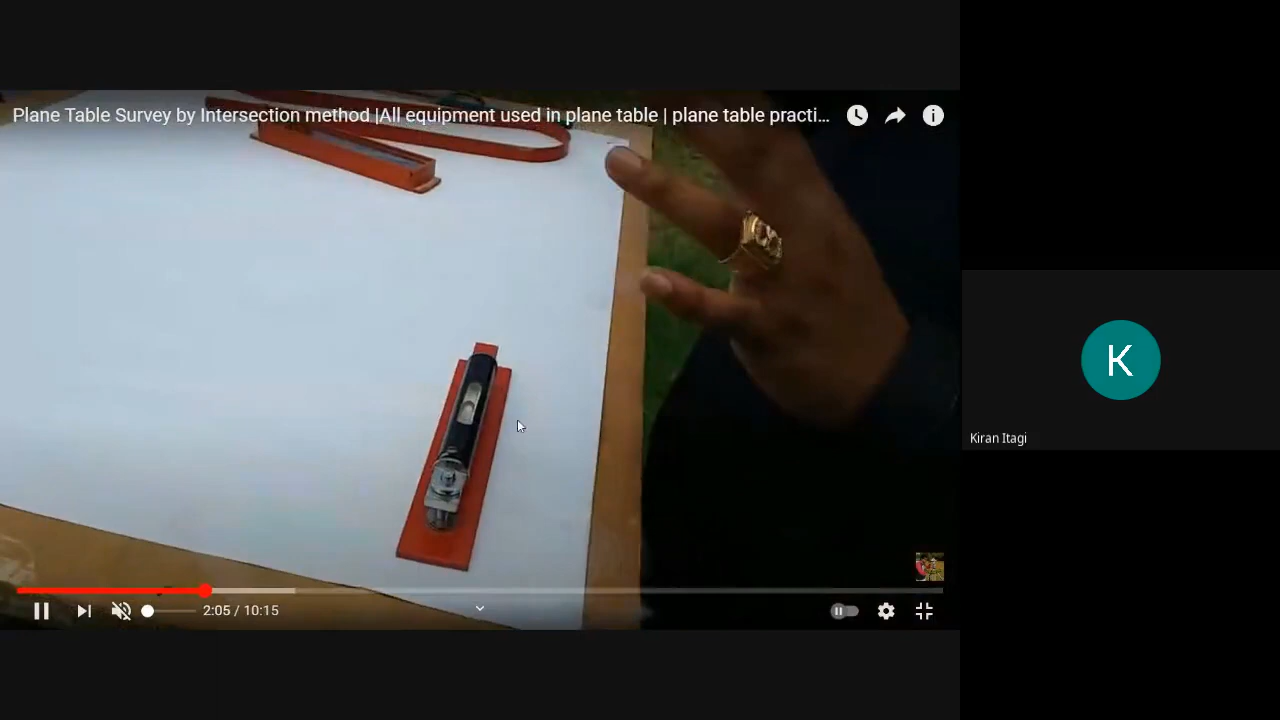 Plane Table Survey by Intersection method |All equipment used in plane table | plane table practi...
K
Kiran Itagi
2:05 / 10:15